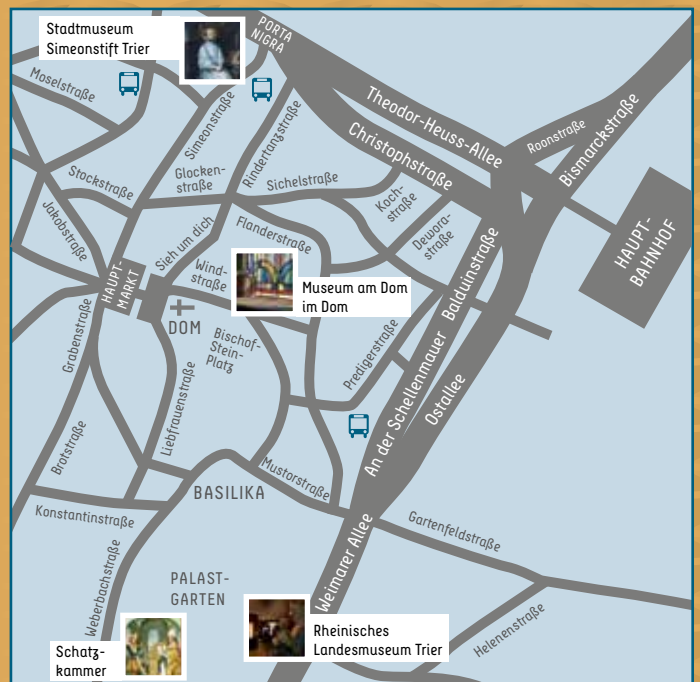 Stadtmuseum
Simeonstift Trier
PORTA
NIGRA
Moselstraße
Simeonstraße
Rindertanzstraße
Theodor-Heuss-Allee
Christophstraße
Roonstraße
Bismarckstraße
Stockstraße
Glocken-
straße
Sichelstraße
Koch-
straße
Dewora-
straße
Jakobstraße
Sieh um dich
Flanderstraße
Balduinstraße
HAUPT-
BAHNHOF
HAUPT-
MARKT
Wind-
straße
Museum am Dom
im Dom
DOM
Bischof-
Stein-
Platz
Grabenstraße
Liebfrauenstraße
Predigerstraße
An der Schellenmauer
Ostallee
Brotstraße
BASILIKA
Mustorstraße
Konstantinstraße
Gartenfeldstraße
Weberbachstraße
PALAST-
GARTEN
Weimarer Allee
Helenenstraße
Schatz-
kammer
Rheinisches
Landesmuseum Trier